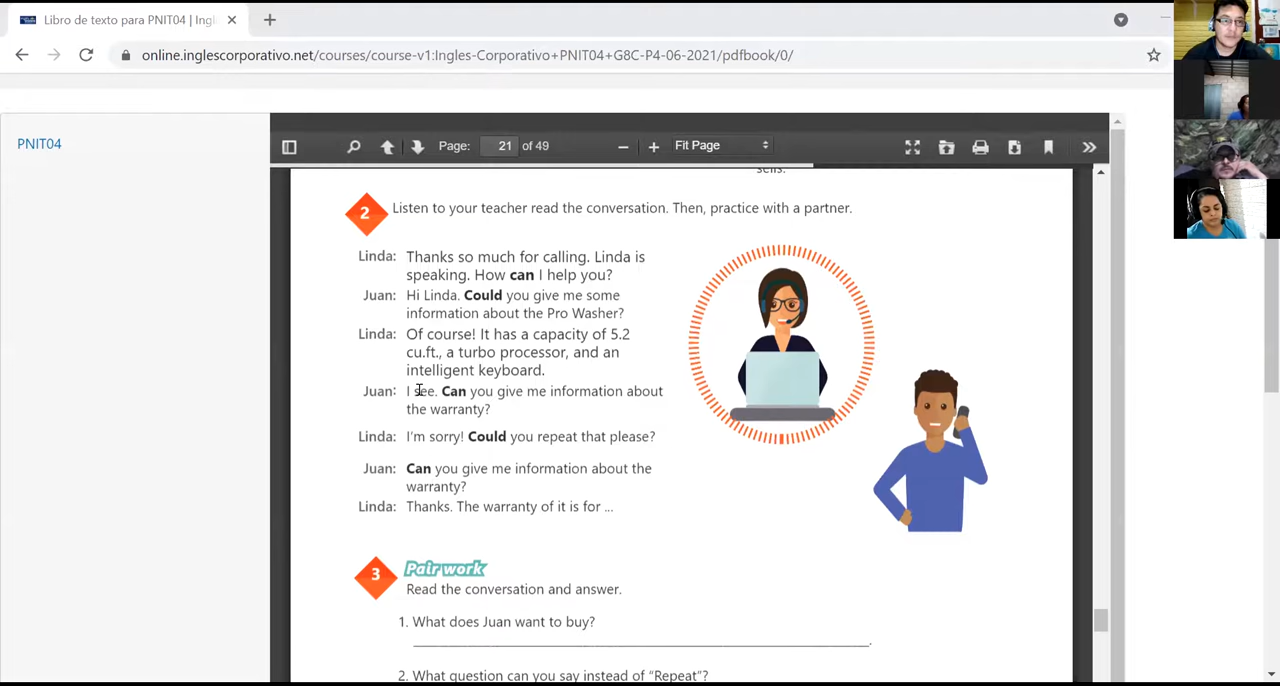 Libro de texto para PNIT04 | Ingl
online.inglescorporativo.net/courses/course-v1:Ingles-Corporativo+PNIT04+G8C-P4-06-2021/pdfbook/0/
PNIT04
Page: 21 of 49
Fit Page
sells.
2 Listen to your teacher read the conversation. Then, practice with a partner.
Linda: Thanks so much for calling. Linda is
speaking. How can I help you?
Juan: Hi Linda. Could you give me some
information about the Pro Washer?
Linda: Of course! It has a capacity of 5.2
cu.ft., a turbo processor, and an
intelligent keyboard.
Juan: I see. Can you give me information about
the warranty?
Linda: I'm sorry! Could you repeat that please?
Juan: Can you give me information about the
warranty?
Linda: Thanks. The warranty of it is for ...
3 Pair work
Read the conversation and answer.
1. What does Juan want to buy?
2. What question can you say instead of “Repeat”?